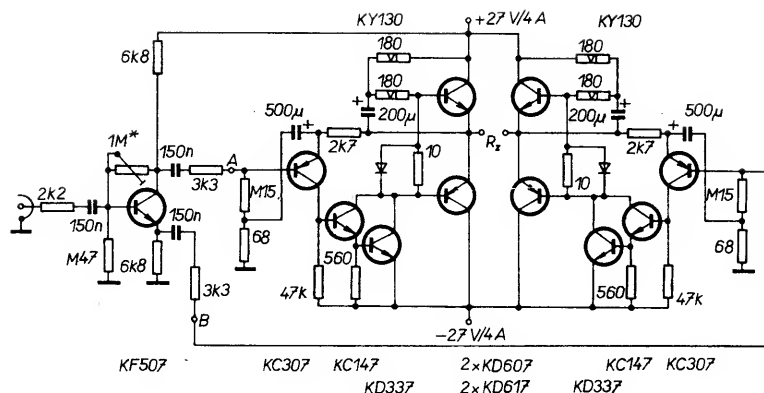 KY130 +27 V/4 A KY130
180 180
6k8 180 180
500µ + + 200µ 200µ + + 500µ
1M* 150n A 2k7 Rz 2k7
2k2 3k3 10 10
150n 150n M15 M15
M47 6k8 68 68
3k3 47k 560 560 47k
B -27 V/4 A
KF507 KC307 KC147 2×KD607 KC147 KC307
KD337 2×KD617 KD337